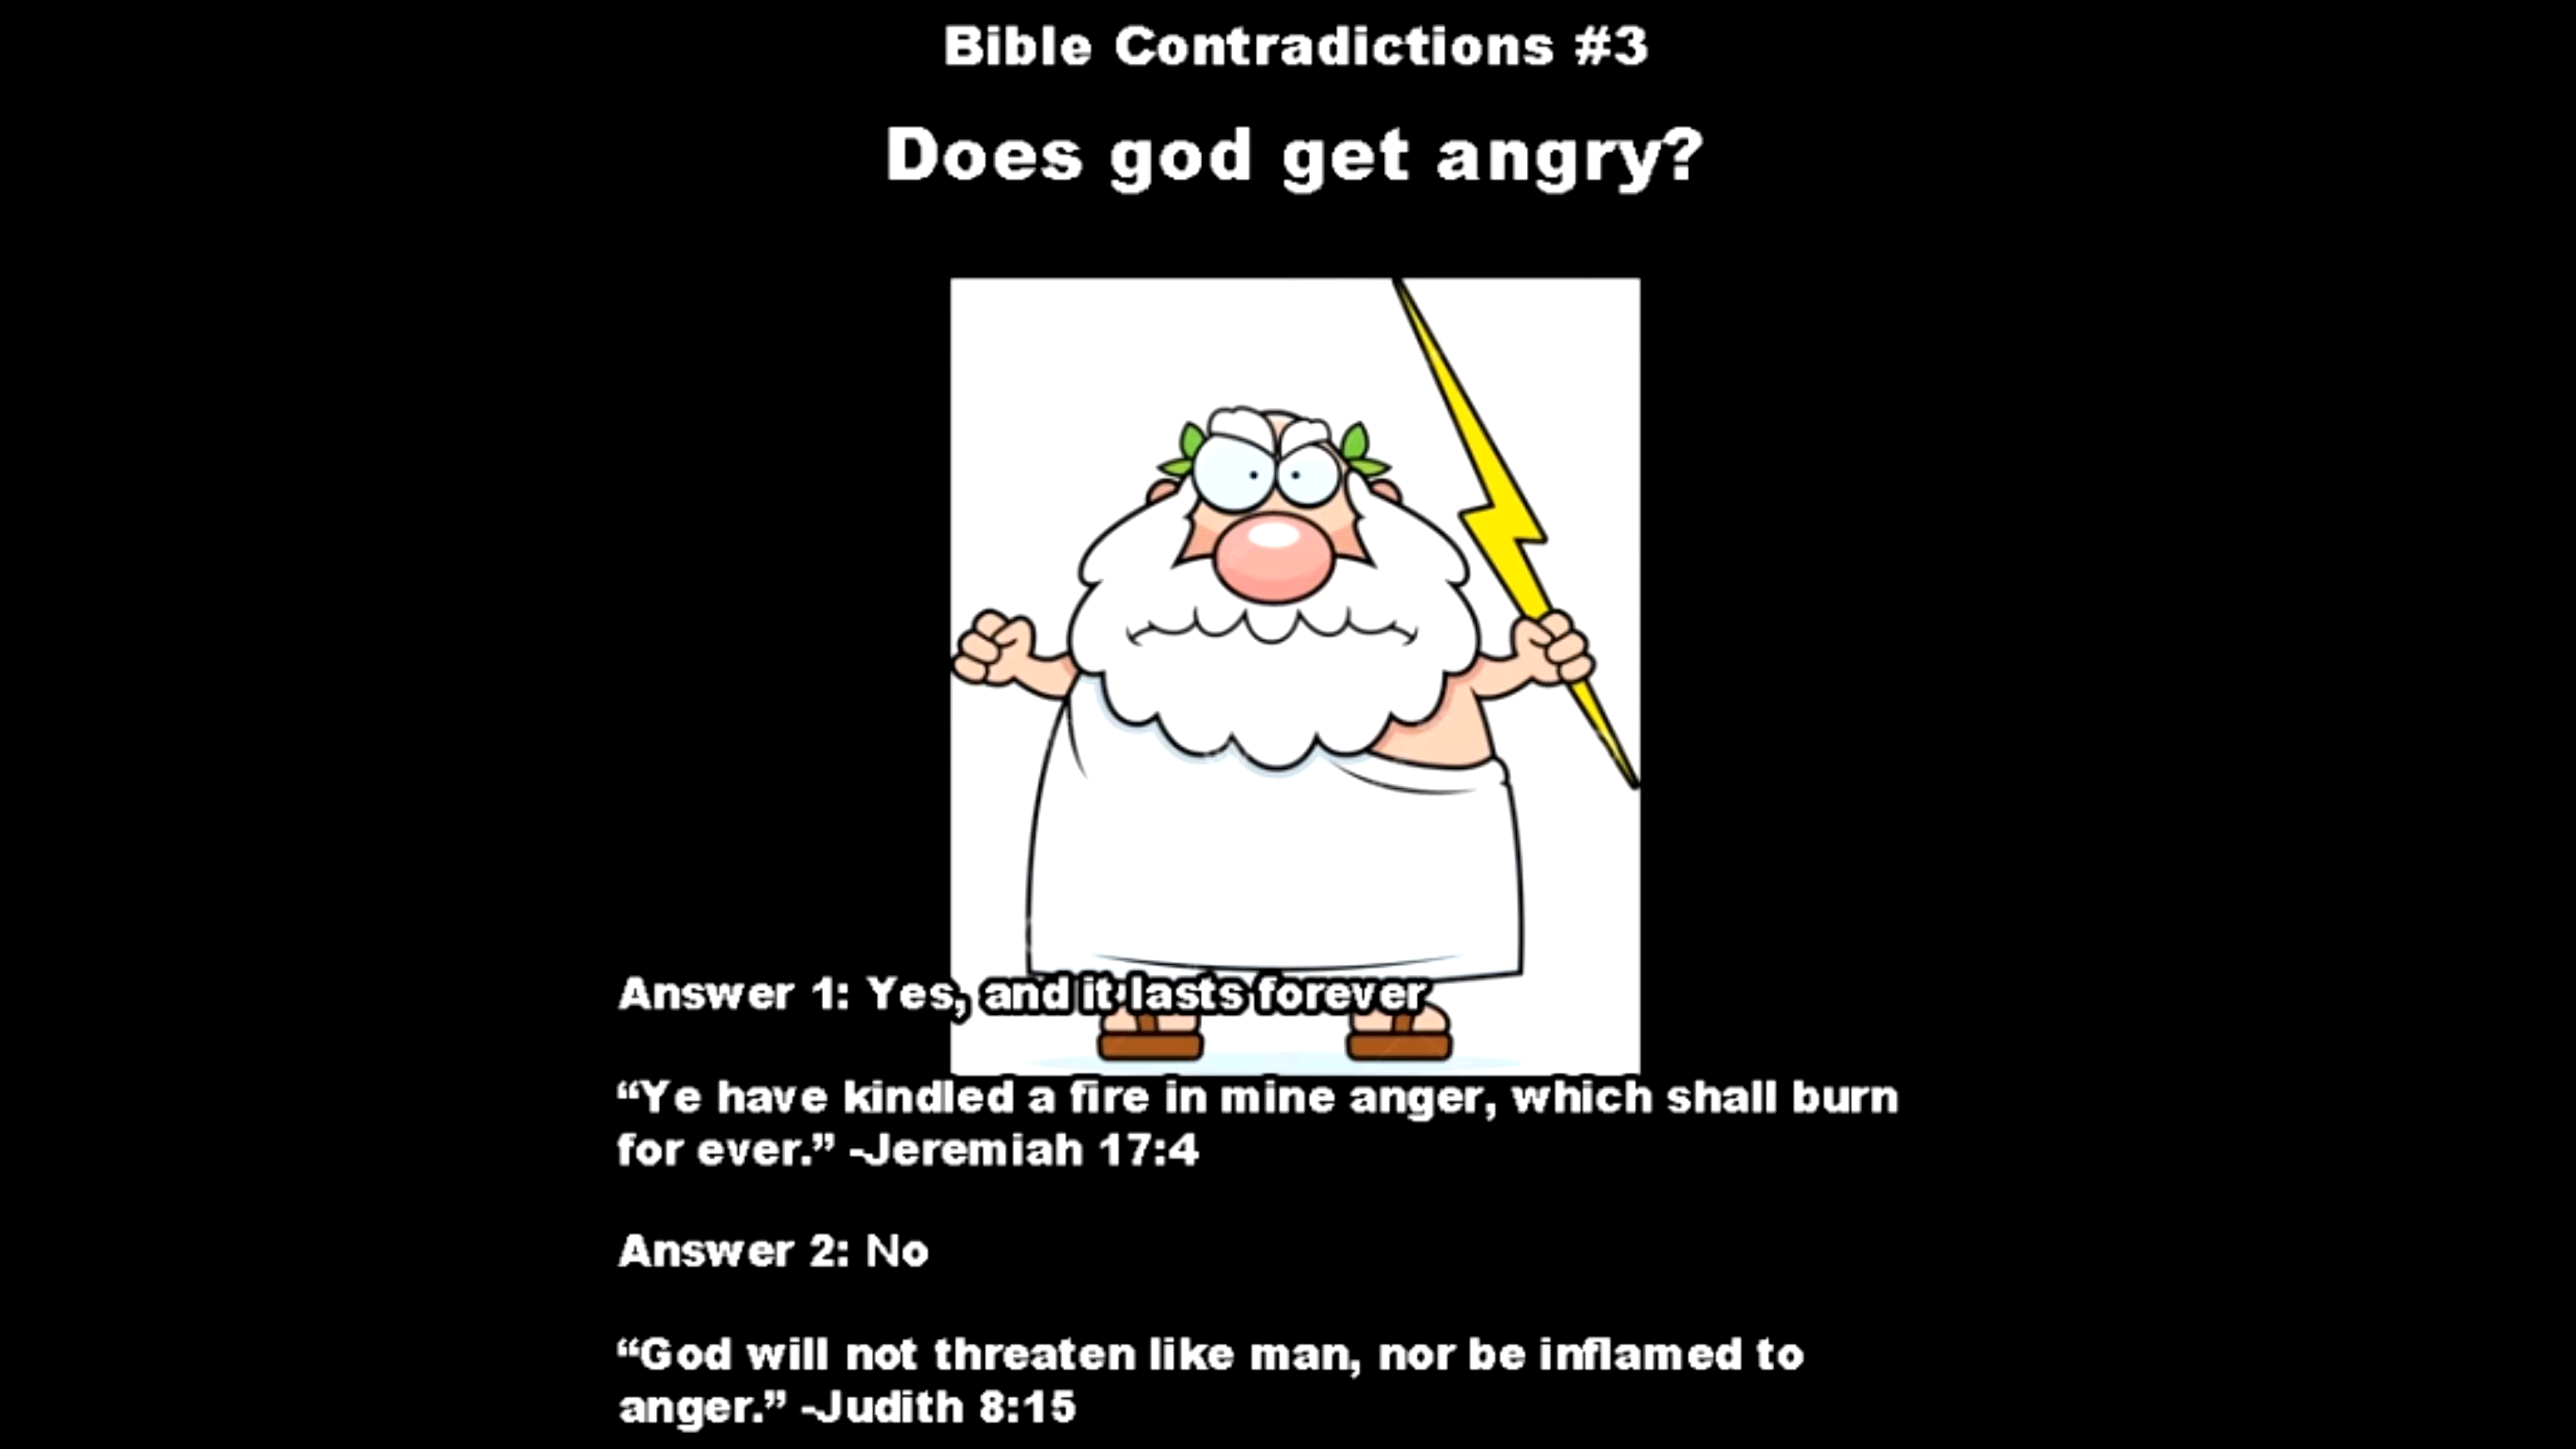 Bible Contradictions #3
Does god get angry?
Answer 1: Yes, and it lasts forever
“Ye have kindled a fire in mine anger, which shall burn
for ever.” -Jeremiah 17:4
Answer 2: No
“God will not threaten like man, nor be inflamed to
anger.” -Judith 8:15